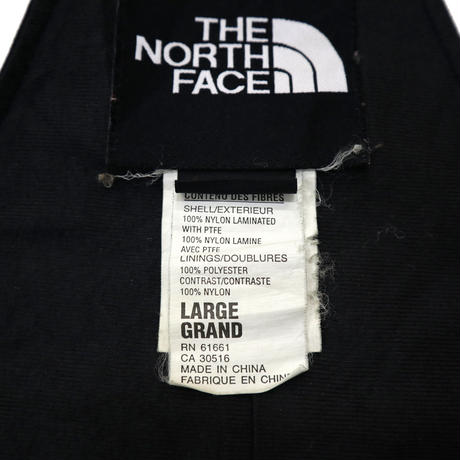 THE
NORTH
FACE
CONTENU DES FIBRES
SHELL/EXTERIEUR
100% NYLON LAMINATED
WITH PTFE
100% NYLON LAMINE
AVEC PTFE
LININGS/DOUBLURES
100% POLYESTER
CONTRAST/CONTRASTE
100% NYLON
LARGE
GRAND
RN 61661
CA 30516
MADE IN CHINA
FABRIQUE EN CHIN